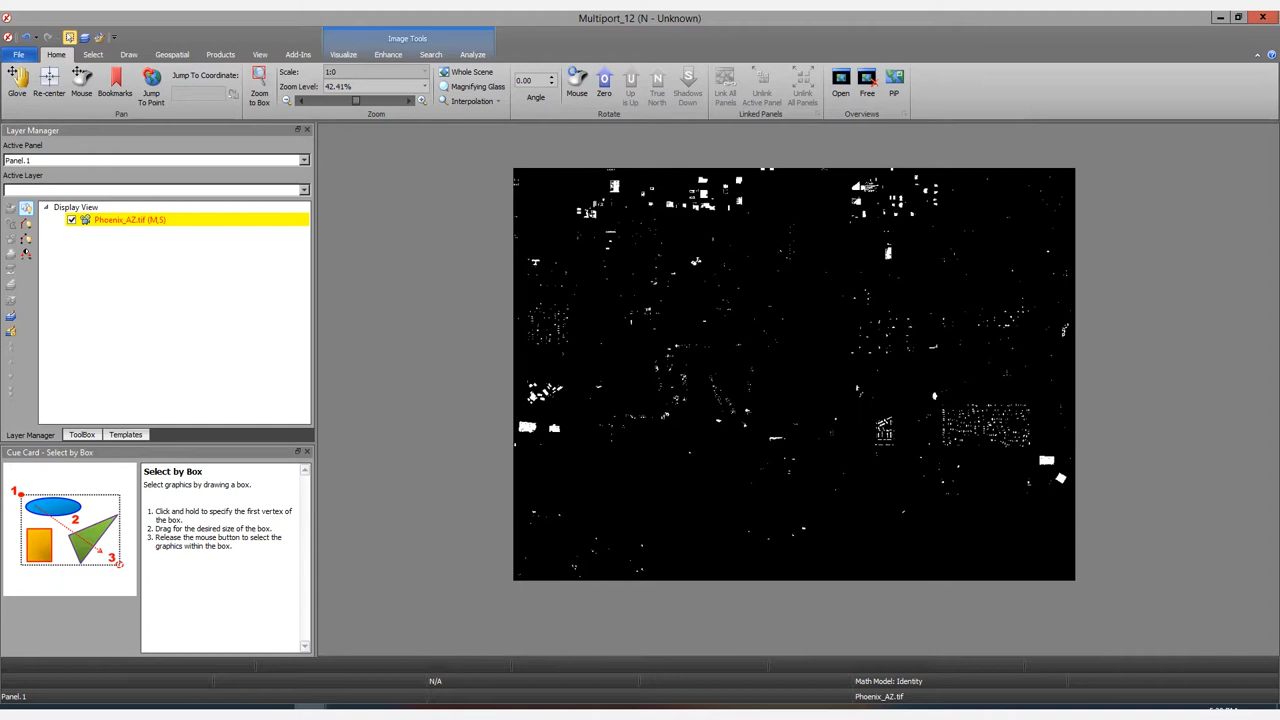 Multiport_12 (N - Unknown)
Image Tools
File Home Select Draw Geospatial Products View Add-Ins Visualize Enhance Search Analyze
Glove Re-center Mouse Bookmarks Jump To Point Jump To Coordinate:
Pan
Zoom to Box
Scale: 1:0
Zoom Level: 42.41%
Whole Scene
Magnifying Glass
Interpolation
Zoom
0.00
Angle
Mouse Zero Up is Up True North Shadows Down
Rotate
Link All Panels Unlink Active Panel Unlink All Panels
Linked Panels
Open Free PIP
Overviews
Layer Manager
Active Panel
Panel.1
Active Layer
Display View
Phoenix_AZ.tif (M,S)
Layer Manager ToolBox Templates
Cue Card - Select by Box
1
2
3
Select by Box
Select graphics by drawing a box.
1. Click and hold to specify the first vertex of
the box.
2. Drag for the desired size of the box.
3. Release the mouse button to select the
graphics within the box.
N/A
Math Model: Identity
Panel.1
Phoenix_AZ.tif